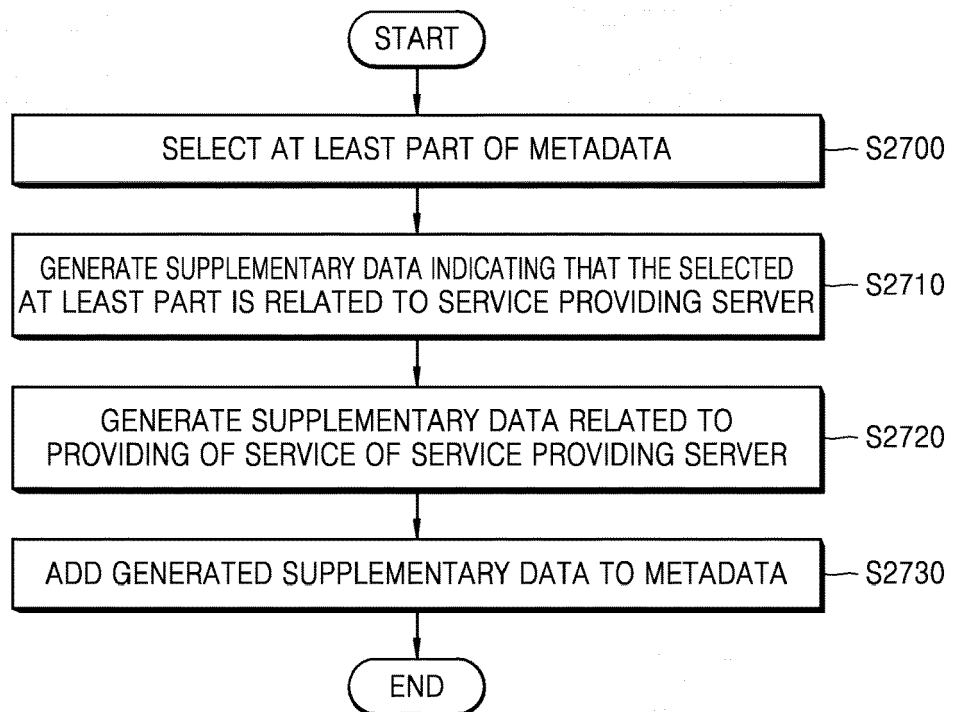 START
SELECT AT LEAST PART OF METADATA
S2700
GENERATE SUPPLEMENTARY DATA INDICATING THAT THE SELECTED
AT LEAST PART IS RELATED TO SERVICE PROVIDING SERVER
S2710
GENERATE SUPPLEMENTARY DATA RELATED TO
PROVIDING OF SERVICE OF SERVICE PROVIDING SERVER
S2720
ADD GENERATED SUPPLEMENTARY DATA TO METADATA
S2730
END